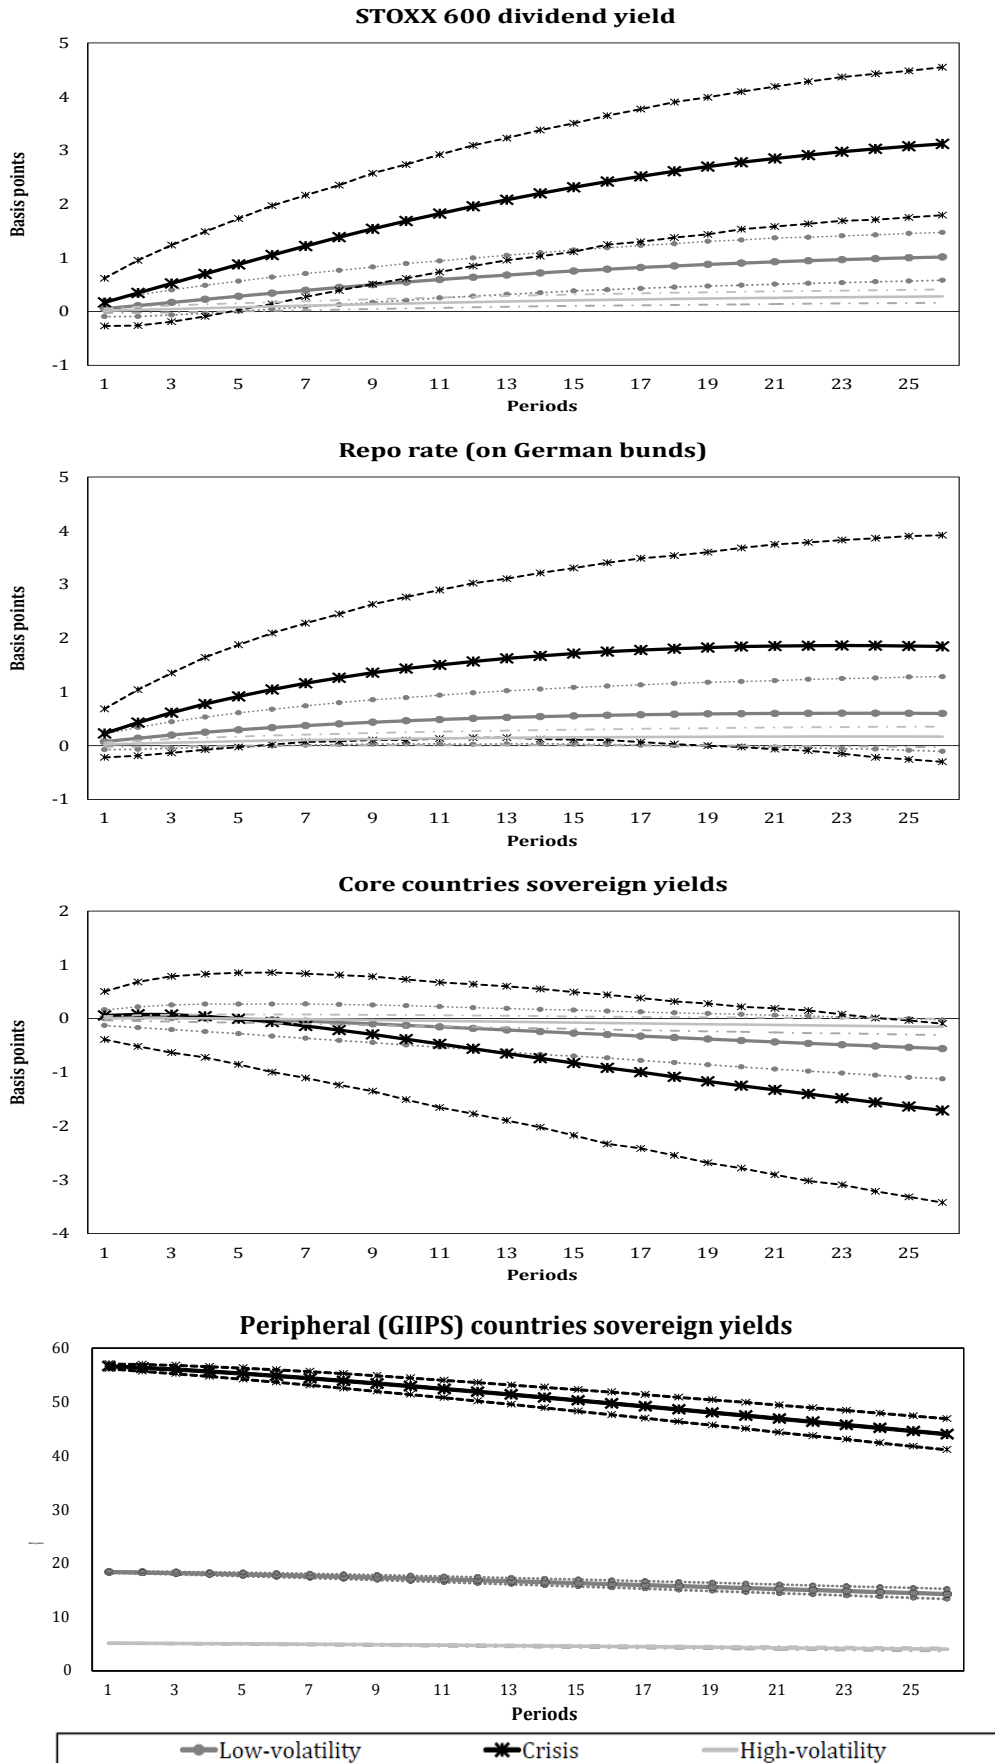 STOXX 600 dividend yield
5
4
3
2
1
0
-1
Basis points
1 3 5 7 9 11 13 15 17 19 21 23 25
Periods
Repo rate (on German bunds)
5
4
3
2
1
0
-1
Basis points
1 3 5 7 9 11 13 15 17 19 21 23 25
Periods
Core countries sovereign yields
2
1
0
-1
-2
-3
-4
Basis points
1 3 5 7 9 11 13 15 17 19 21 23 25
Periods
Peripheral (GIIPS) countries sovereign yields
60
50
40
30
20
10
0
1 3 5 7 9 11 13 15 17 19 21 23 25
Periods
Low-volatility Crisis High-volatility